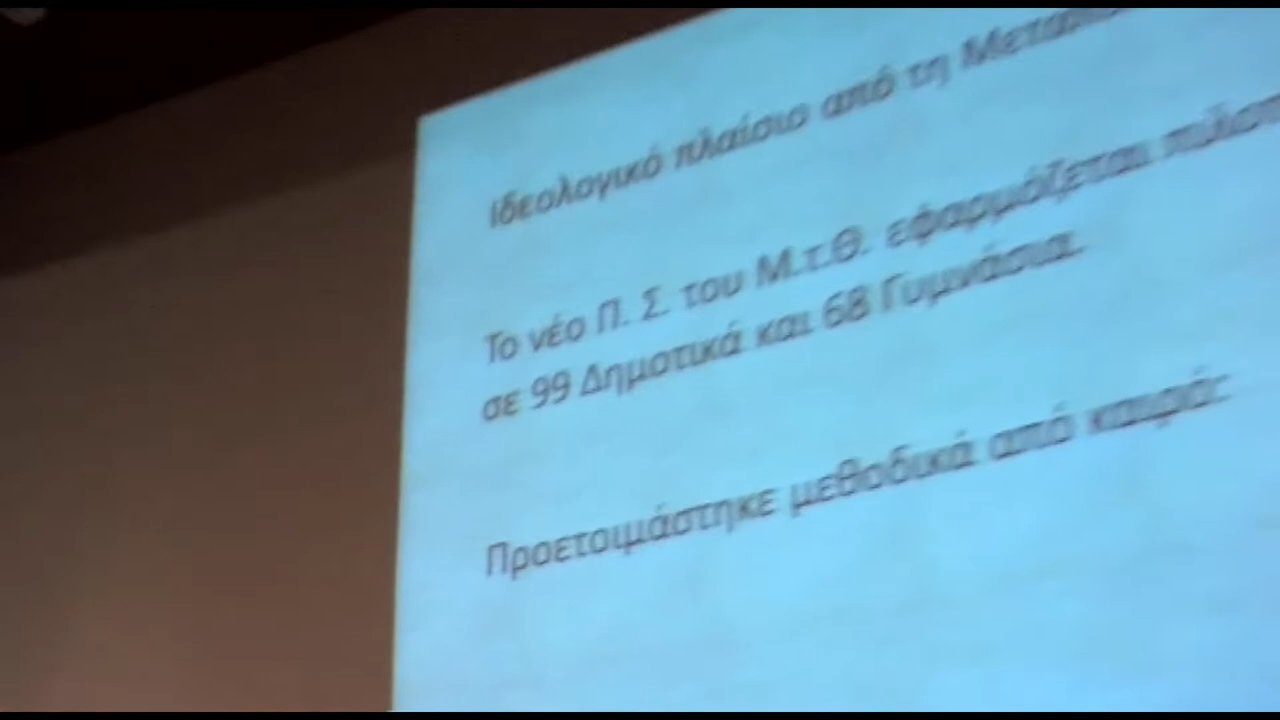 Ιδεολογικό πλαίσιο από τη
Το νέο Π. Σ. του Μ.τ.Θ. εφαρμόζεται
σε 99 Δημοτικά και 68 Γυμνάσια.
Προετοιμάστηκε μεθοδικά από καιρό: